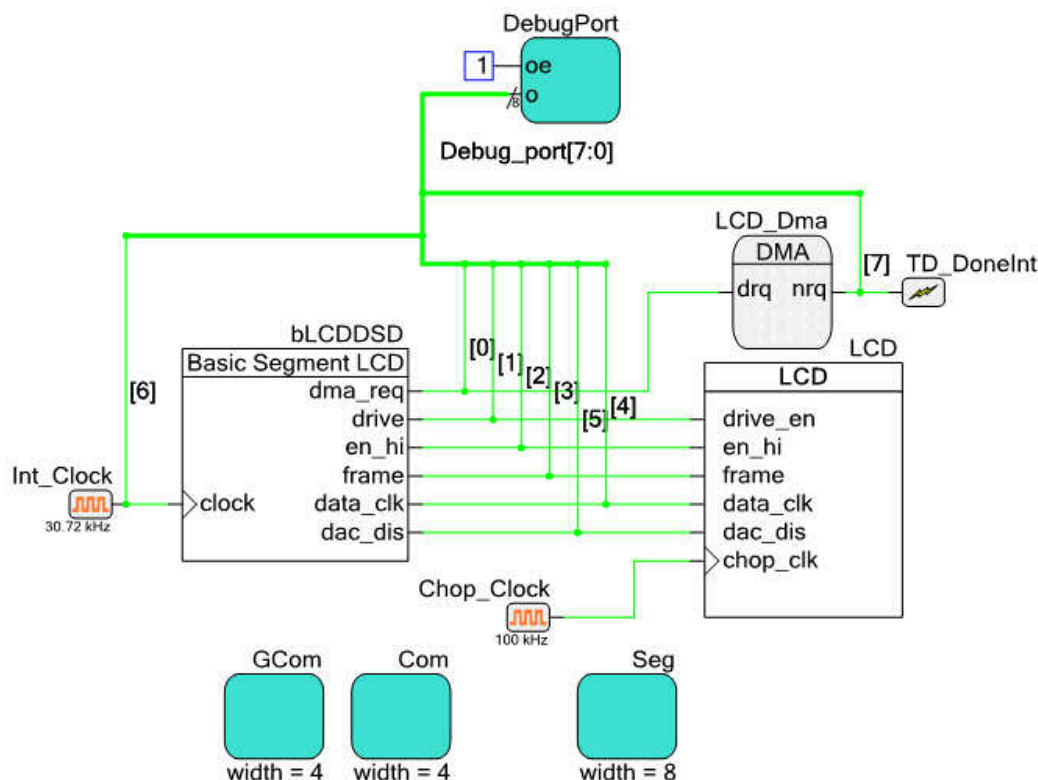 DebugPort
1
oe
/8
o
Debug_port[7:0]
LCD_Dma
DMA
drq nrq
[7]
TD_DoneInt
bLCDDSD
Basic Segment LCD
dma_req
drive
en_hi
frame
data_clk
dac_dis
clock
[0]
[1]
[2]
[3]
[5]
[4]
[6]
LCD
LCD
drive_en
en_hi
frame
data_clk
dac_dis
chop_clk
Int_Clock
30.72 kHz
Chop_Clock
100 kHz
GCom
width = 4
Com
width = 4
Seg
width = 8